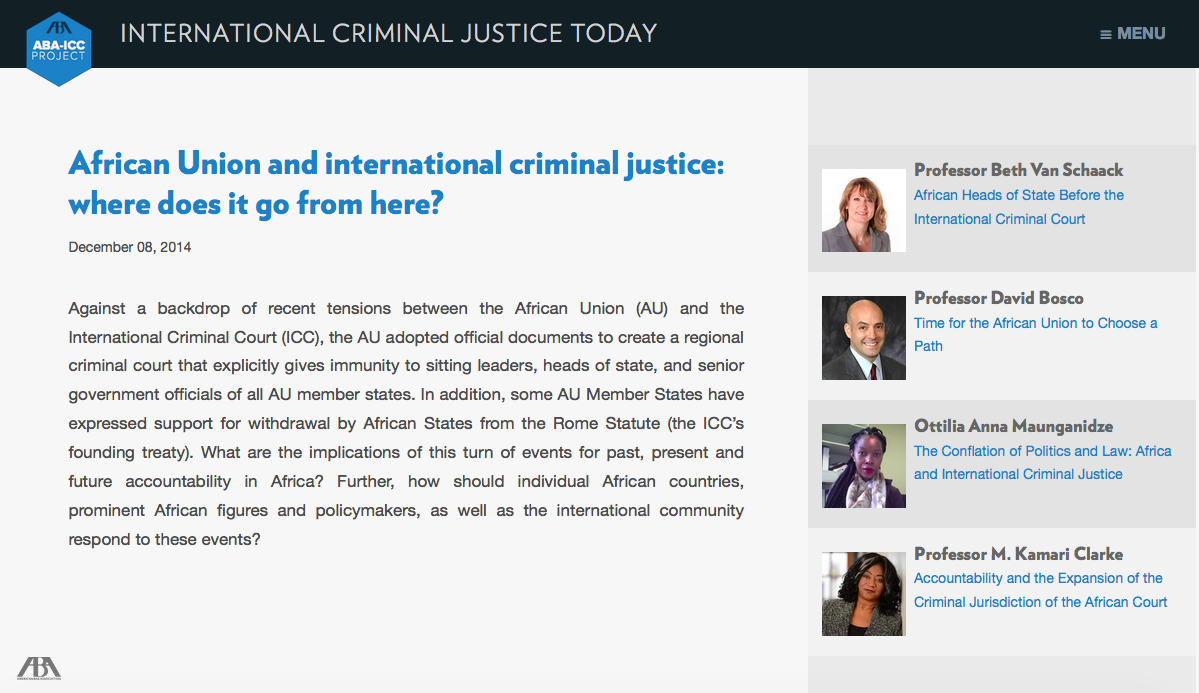 ABA
ABA-ICC
PROJECT
INTERNATIONAL CRIMINAL JUSTICE TODAY
≡ MENU
African Union and international criminal justice:
where does it go from here?
December 08, 2014
Against a backdrop of recent tensions between the African Union (AU) and the
International Criminal Court (ICC), the AU adopted official documents to create a regional
criminal court that explicitly gives immunity to sitting leaders, heads of state, and senior
government officials of all AU member states. In addition, some AU Member States have
expressed support for withdrawal by African States from the Rome Statute (the ICC’s
founding treaty). What are the implications of this turn of events for past, present and
future accountability in Africa? Further, how should individual African countries,
prominent African figures and policymakers, as well as the international community
respond to these events?
Professor Beth Van Schaack
African Heads of State Before the
International Criminal Court
Professor David Bosco
Time for the African Union to Choose a
Path
Ottilia Anna Maunganidze
The Conflation of Politics and Law: Africa
and International Criminal Justice
Professor M. Kamari Clarke
Accountability and the Expansion of the
Criminal Jurisdiction of the African Court
ABA
AMERICAN BAR ASSOCIATION